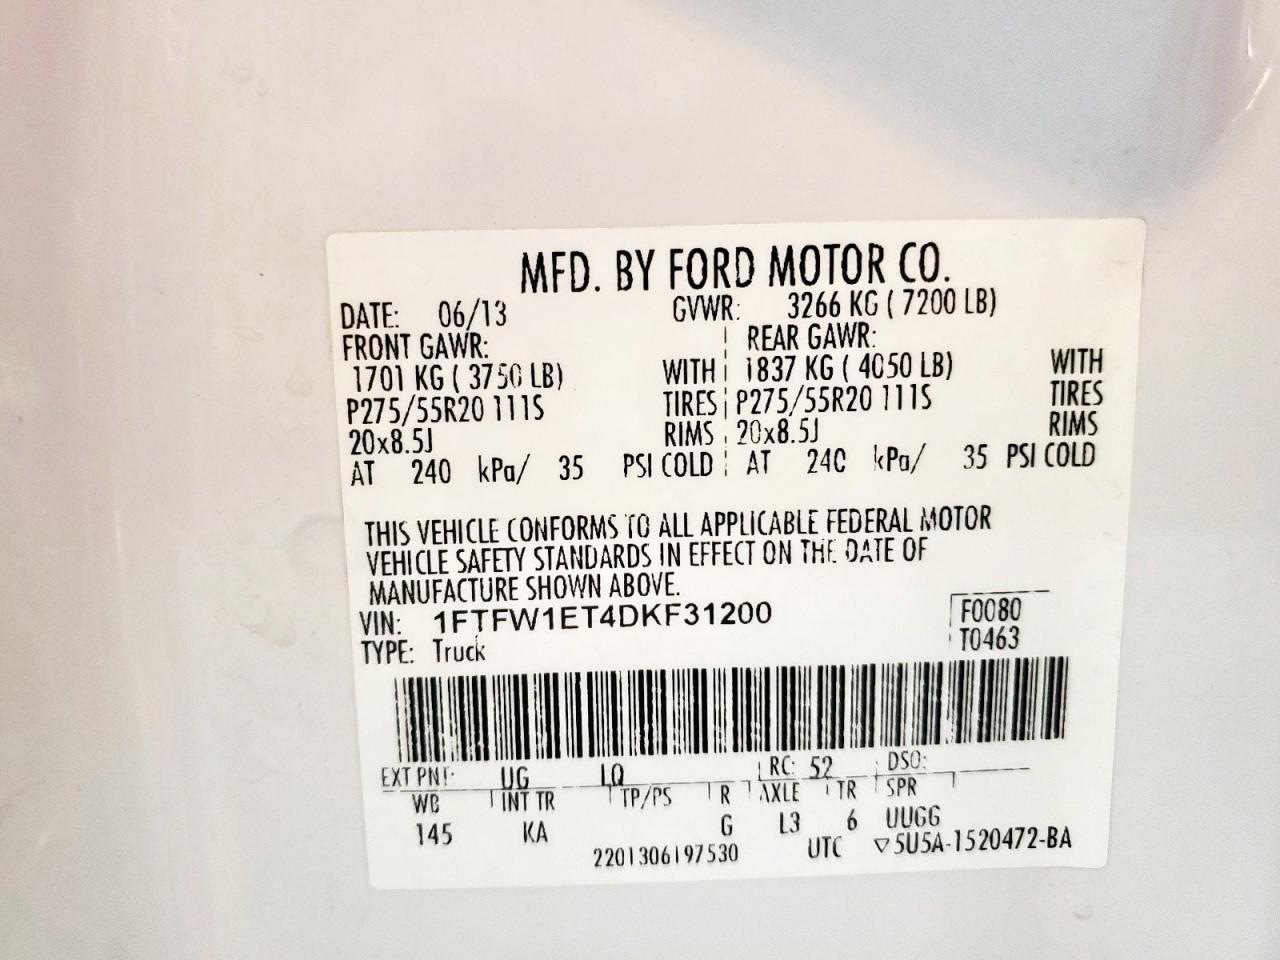 MFD. BY FORD MOTOR CO.
DATE: 06/13 GVWR: 3266 KG ( 7200 LB)
FRONT GAWR: REAR GAWR:
1701 KG ( 3750 LB) WITH 1837 KG ( 4050 LB) WITH
P275/55R20 111S TIRES P275/55R20 111S TIRES
20x8.5J RIMS 20x8.5J RIMS
AT 240 kPa/ 35 PSI COLD AT 240 kPa/ 35 PSI COLD
THIS VEHICLE CONFORMS TO ALL APPLICABLE FEDERAL MOTOR
VEHICLE SAFETY STANDARDS IN EFFECT ON THE DATE OF
MANUFACTURE SHOWN ABOVE.
VIN: 1FTFW1ET4DKF31200 F0080
TYPE: Truck T0463
EXT PNT: UG LQ RC: 52 DSO:
WB INT TR TP/PS R AXLE TR SPR
145 KA G L3 6 UUGG
2201306197530 UTC ▽5U5A-1520472-BA